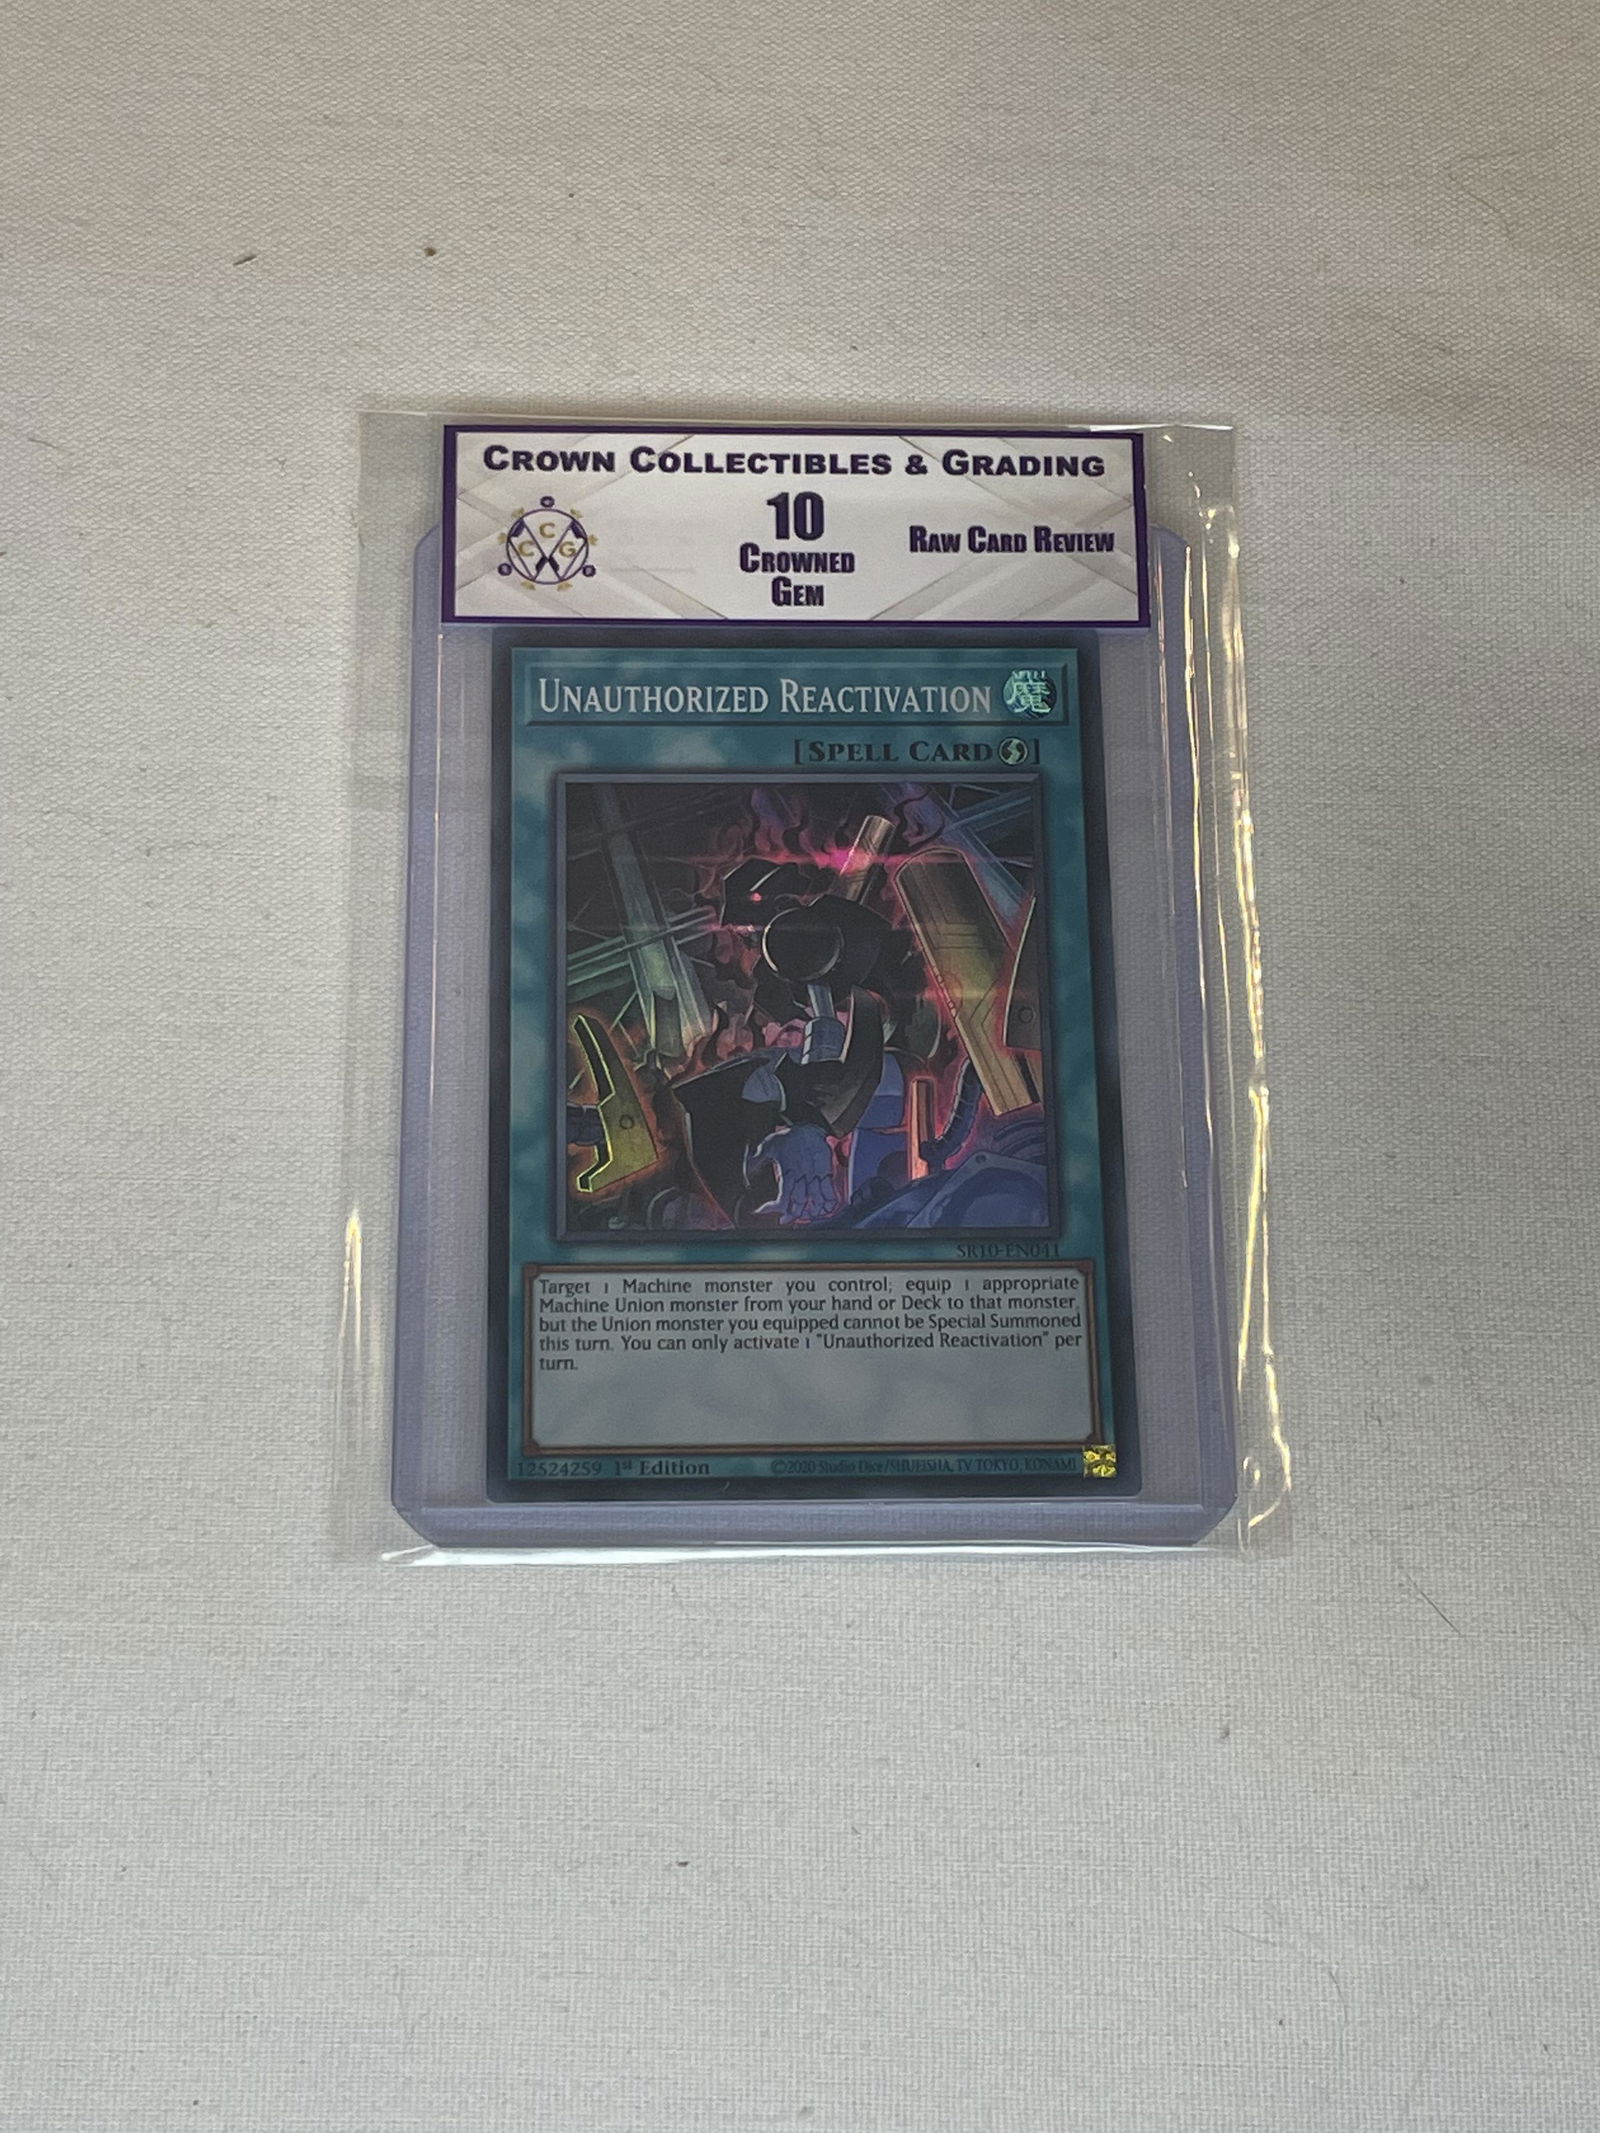 CROWN COLLECTIBLES & GRADING
C
C G
10
CROWNED
GEM
RAW CARD REVIEW
UNAUTHORIZED REACTIVATION
SPELL
魔
[SPELL CARD]
SR10-EN041
Target 1 Machine monster you control; equip 1 appropriate
Machine Union monster from your hand or Deck to that monster,
but the Union monster you equipped cannot be Special Summoned
this turn. You can only activate 1 "Unauthorized Reactivation" per
turn.
12524259 1st Edition ©2020 Studio Dice/SHUEISHA, TV TOKYO, KONAMI